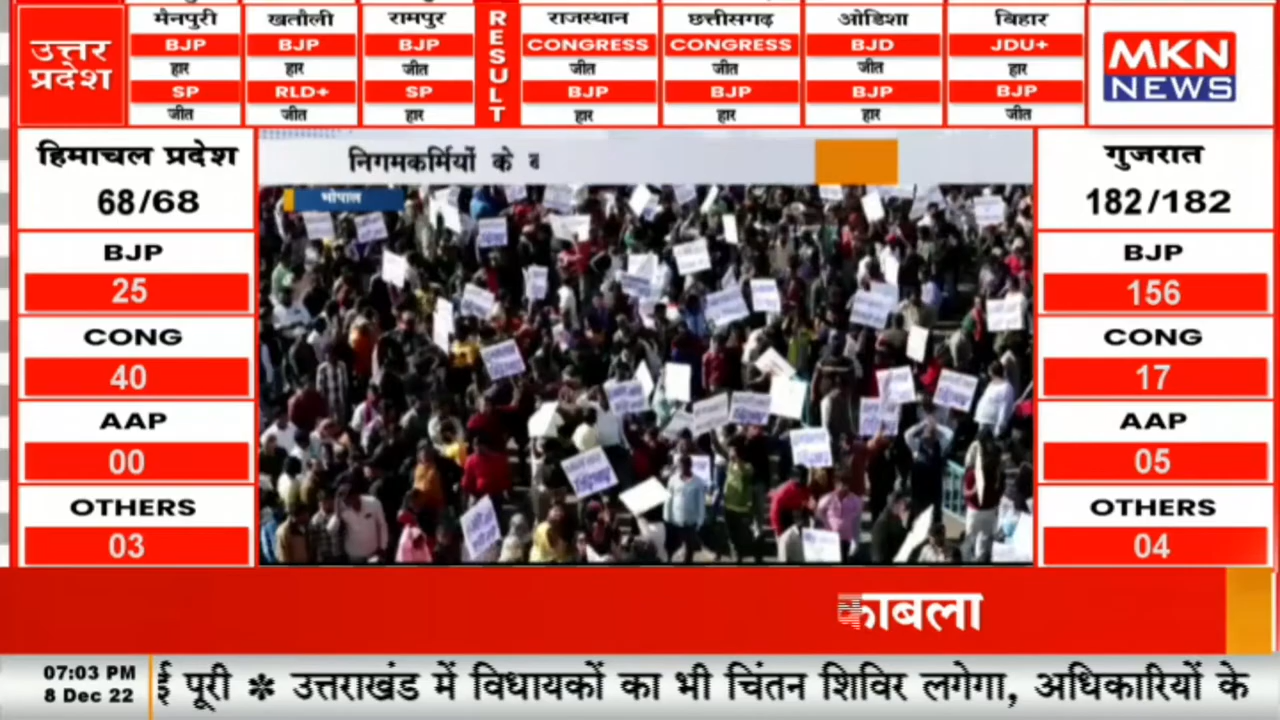 उत्तर
प्रदेश
मैनपुरी
BJP
हार
SP
जीत
खतौली
BJP
हार
RLD+
जीत
रामपुर
BJP
जीत
SP
हार
RESULT
राजस्थान
CONGRESS
जीत
BJP
हार
छत्तीसगढ़
CONGRESS
जीत
BJP
हार
ओडिशा
BJD
जीत
BJP
हार
बिहार
JDU+
हार
BJP
जीत
MKN
NEWS
हिमाचल प्रदेश
68/68
BJP
25
CONG
40
AAP
00
OTHERS
03
निगमकर्मियों के
भोपाल
गुजरात
182/182
BJP
156
CONG
17
AAP
05
OTHERS
04
काबला
07:03 PM
8 Dec 22
पूरी * उत्तराखंड में विधायकों का भी चिंतन शिविर लगेगा, अधिकारियों के